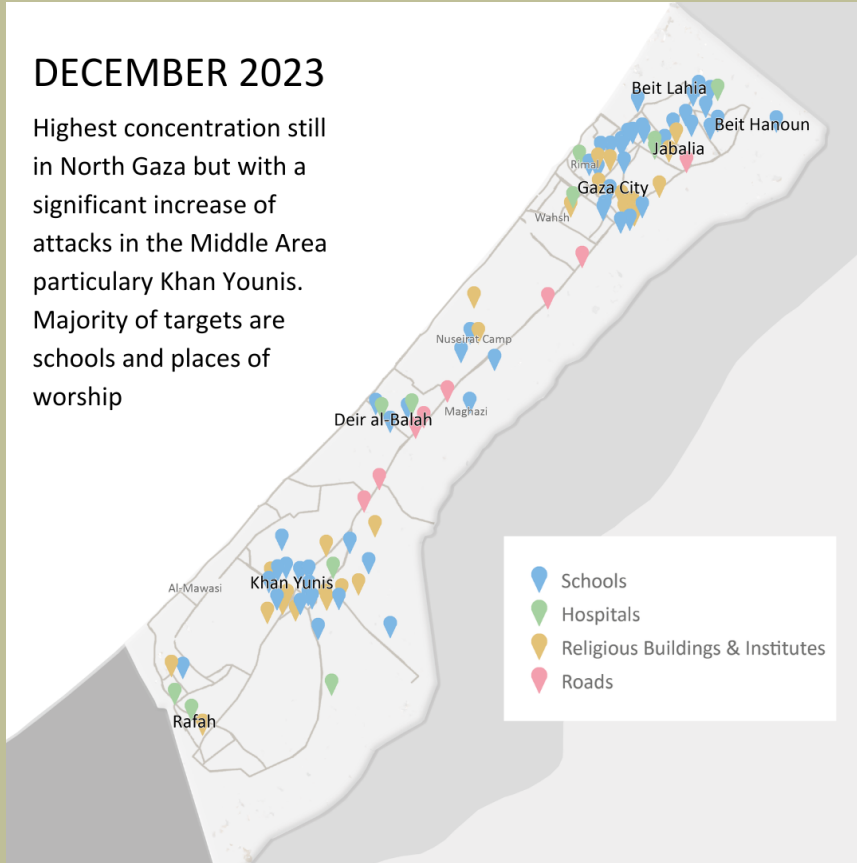 DECEMBER 2023
Highest concentration still
in North Gaza but with a
significant increase of
attacks in the Middle Area
particulary Khan Younis.
Majority of targets are
schools and places of
worship
Beit Lahia
Beit Hanoun
Jabalia
Rimal
Gaza City
Wahsh
Nuseirat Camp
Maghazi
Deir al-Balah
Al-Mawasi
Khan Yunis
Rafah
Schools
Hospitals
Religious Buildings & Institutes
Roads